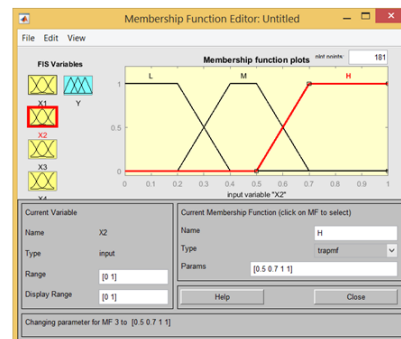 Membership Function Editor: Untitled
File Edit View
FIS Variables
Membership function plots plot points: 181
X1 Y
X2
X3
X4
L M H
1
0.5
0
0 0.1 0.2 0.3 0.4 0.5 0.6 0.7 0.8 0.9 1
input variable "X2"
Current Variable
Name X2
Type input
Range [0 1]
Display Range [0 1]
Current Membership Function (click on MF to select)
Name H
Type trapmf
Params [0.5 0.7 1 1]
Help Close
Changing parameter for MF 3 to [0.5 0.7 1 1]